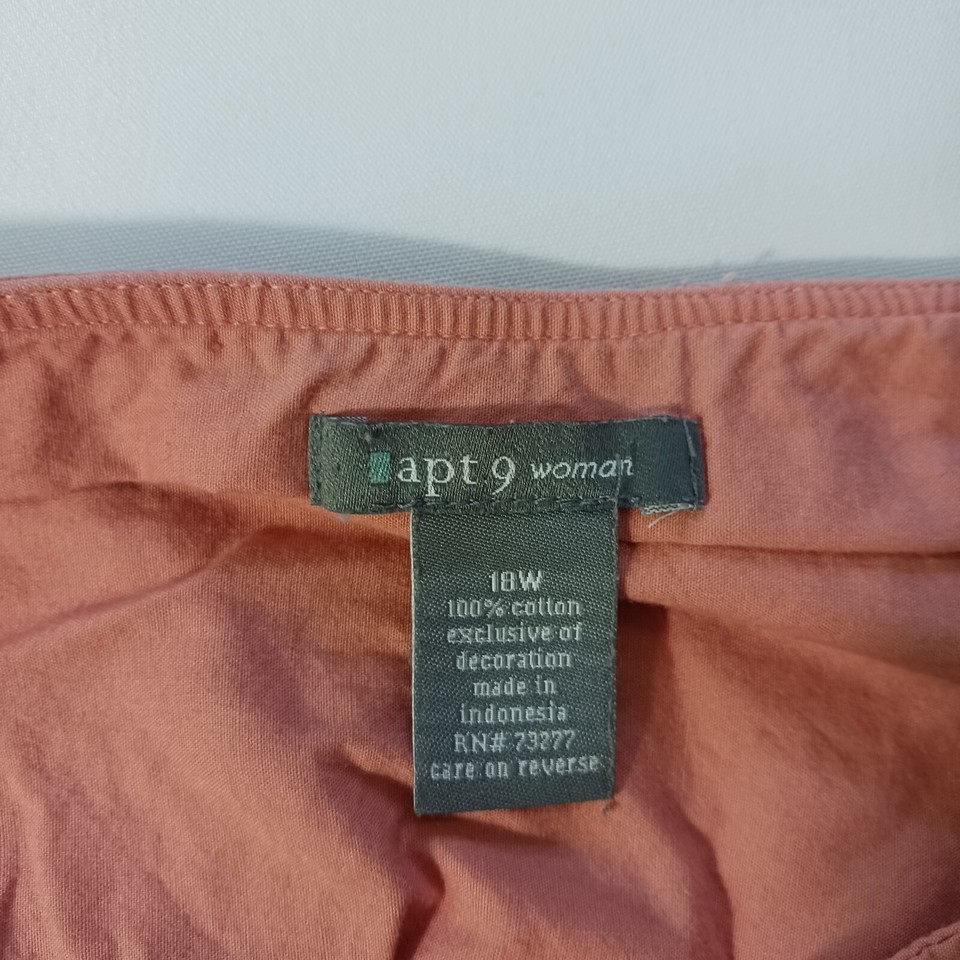 apt 9 woman
18W
100% cotton
exclusive of
decoration
made in
indonesia
RN# 73277
care on reverse